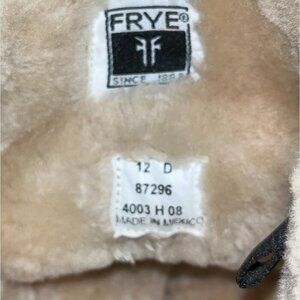 FRYE®
SINCE 1863
12 D
87296
4003 H 08
MADE IN MEXICO